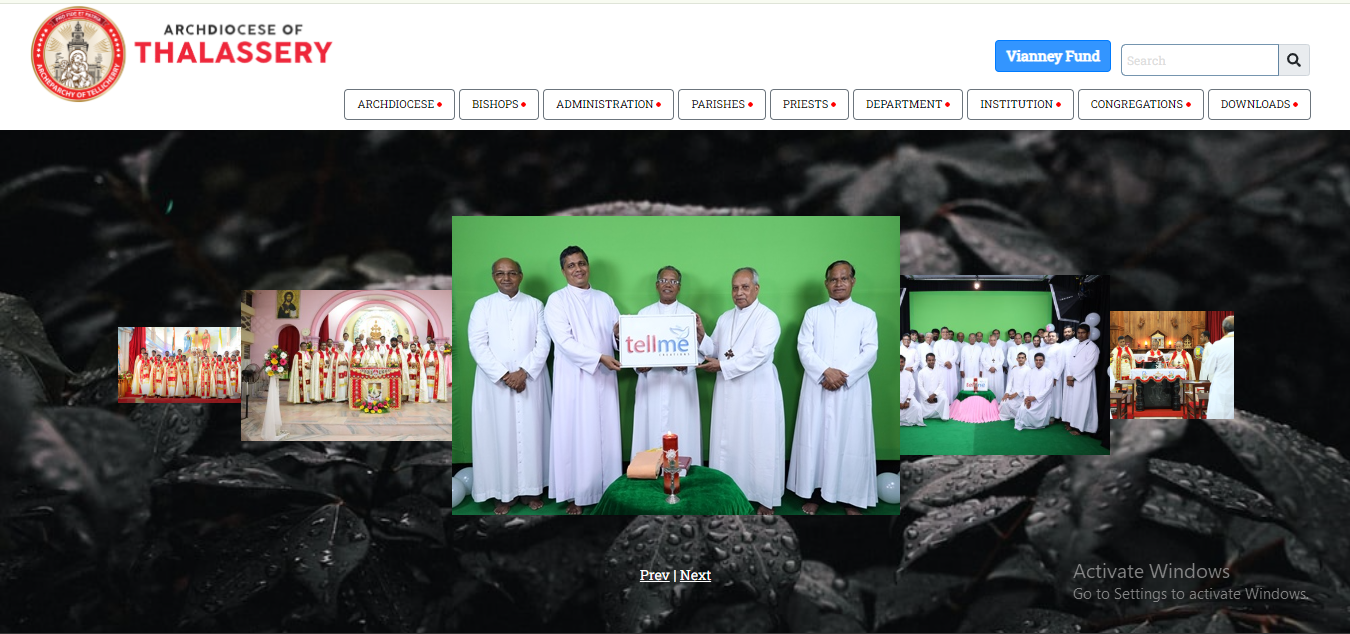 PRO FIDE ET PATRIA
ARCHEPARCHY OF TELLICHERRY
ARCHDIOCESE OF
THALASSERY
Vianney Fund
Search
ARCHDIOCESE
BISHOPS
ADMINISTRATION
PARISHES
PRIESTS
DEPARTMENT
INSTITUTION
CONGREGATIONS
DOWNLOADS
tellme
CREATIONS
tellme
Prev | Next
Activate Windows
Go to Settings to activate Windows.